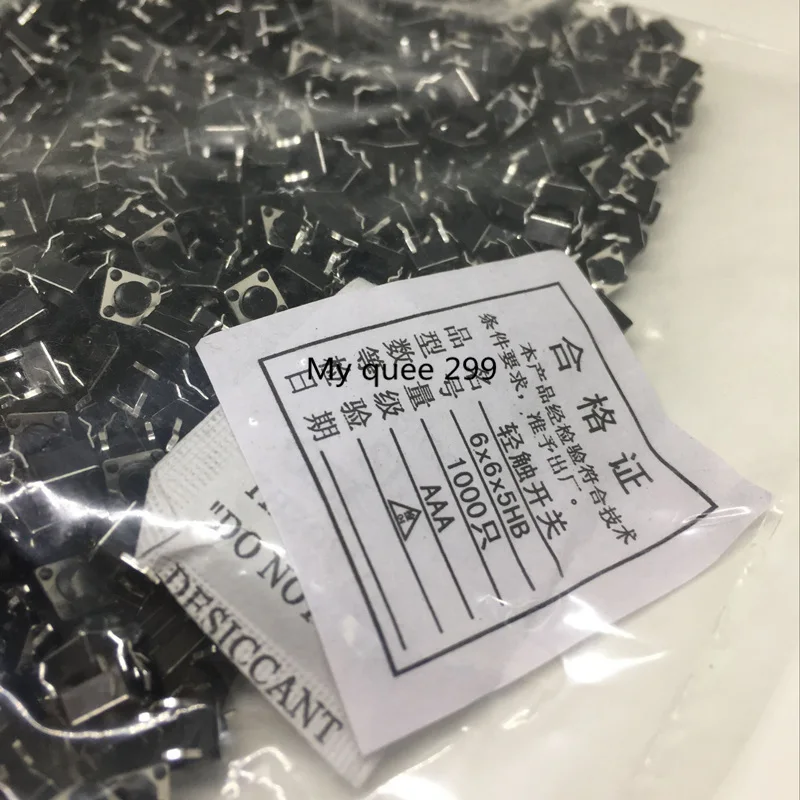 合格证
本产品经检验符合技术
条件要求，准予出厂。
品名 轻触开关
型号 6x6x5HB
数量 1000只
等级 AAA
检验
日期
My quee 299
"DO NOT
DESICCANT